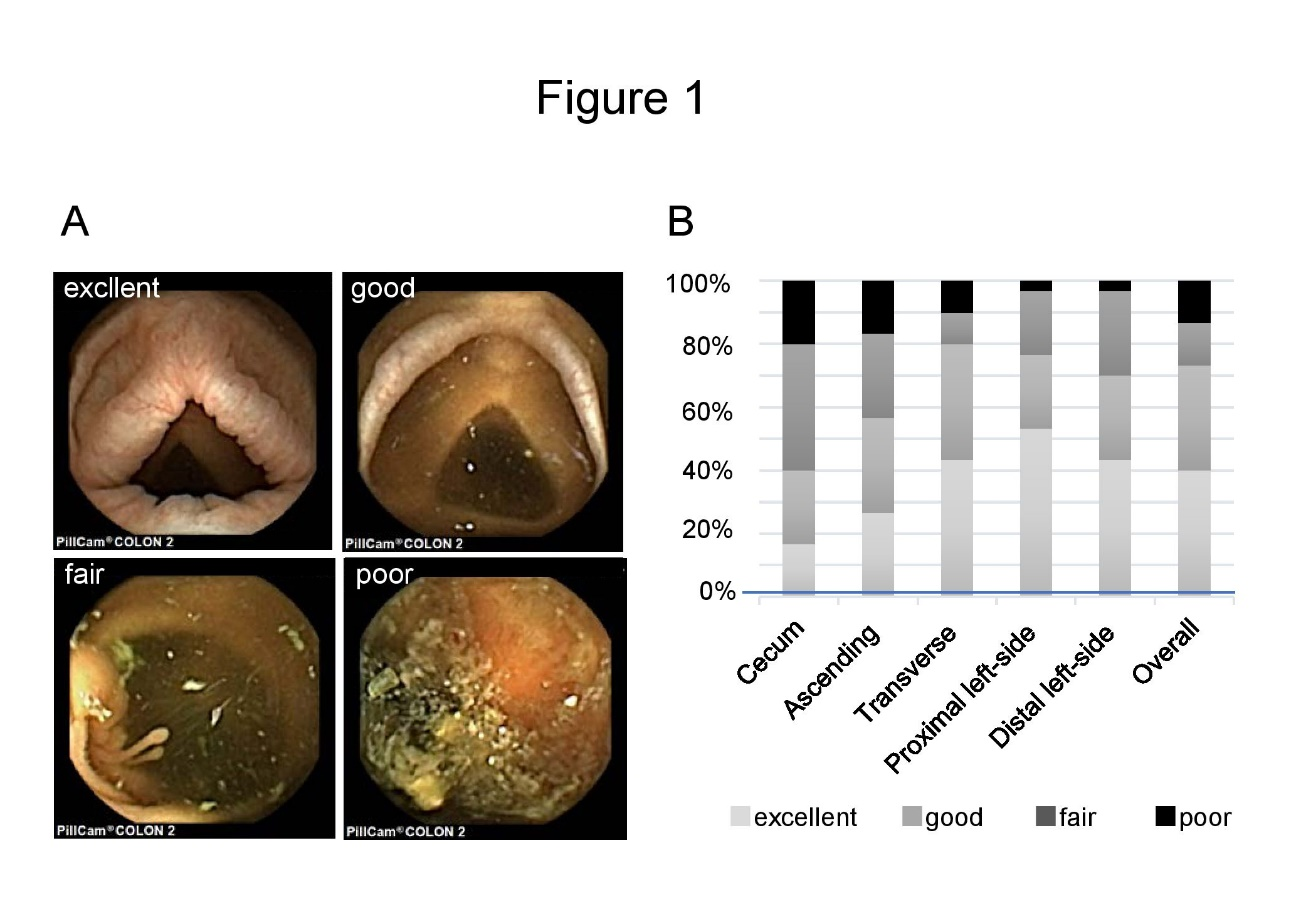 Figure 1
A
excllent
good
PillCam®COLON 2
PillCam®COLON 2
fair
poor
PillCam®COLON 2
PillCam®COLON 2
B
100%
80%
60%
40%
20%
0%
Cecum
Ascending
Transverse
Proximal left-side
Distal left-side
Overall
excellent good fair poor